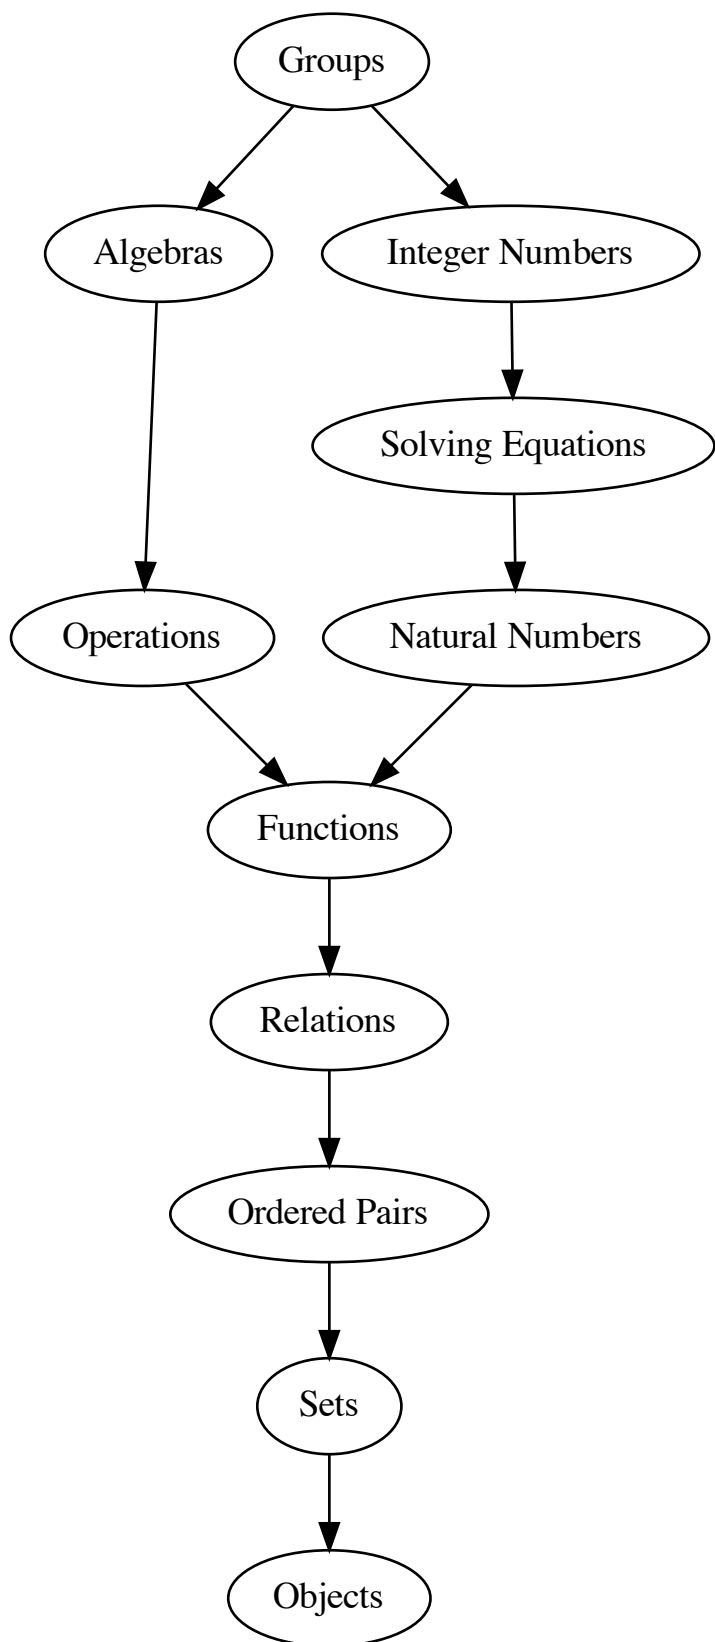 Groups
Algebras
Integer Numbers
Solving Equations
Operations
Natural Numbers
Functions
Relations
Ordered Pairs
Sets
Objects